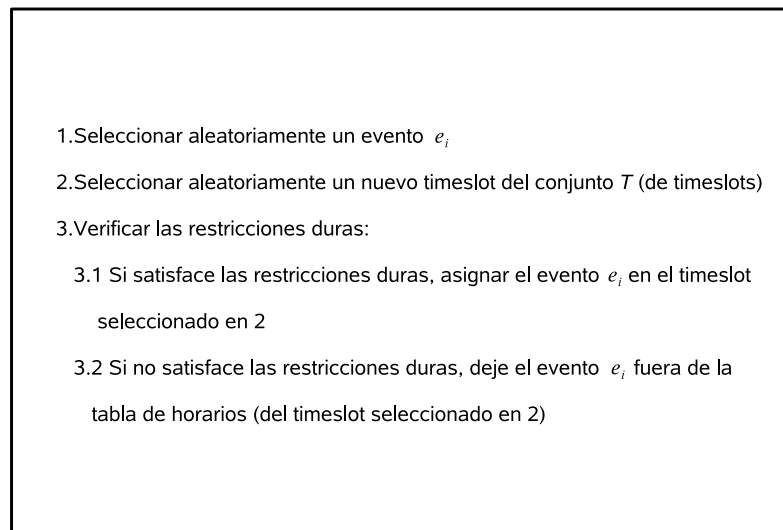 1.Seleccionar aleatoriamente un evento e_i
2.Seleccionar aleatoriamente un nuevo timeslot del conjunto T (de timeslots)
3.Verificar las restricciones duras:
3.1 Si satisface las restricciones duras, asignar el evento e_i en el timeslot
seleccionado en 2
3.2 Si no satisface las restricciones duras, deje el evento e_i fuera de la
tabla de horarios (del timeslot seleccionado en 2)